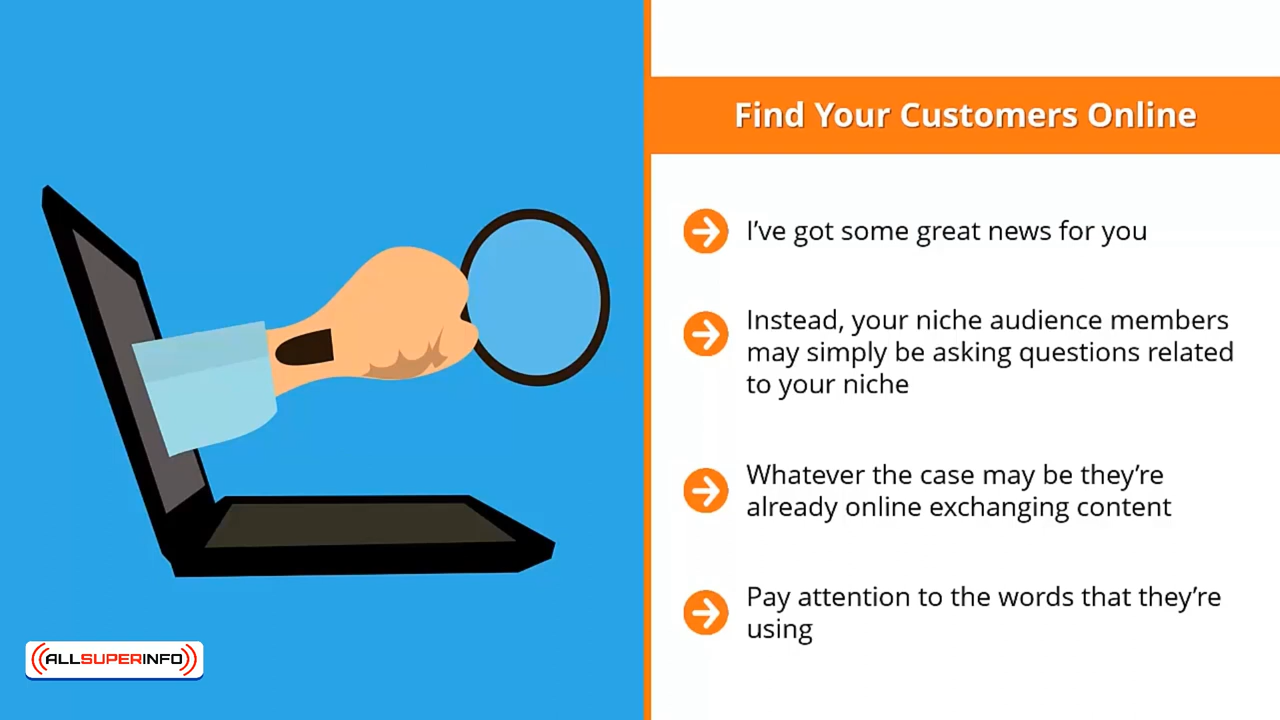 Find Your Customers Online
I’ve got some great news for you
Instead, your niche audience members
may simply be asking questions related
to your niche
Whatever the case may be they’re
already online exchanging content
Pay attention to the words that they’re
using
ALLSUPERINFO